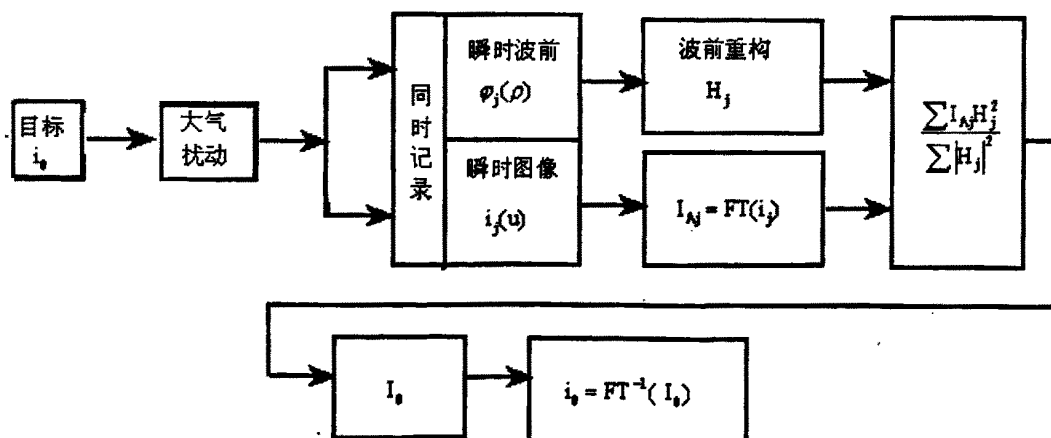 目标
i₀
大气
扰动
同时记录
瞬时波前
φⱼ(ρ)
瞬时图像
iⱼ(u)
波前重构
Hⱼ
I_Aj = FT(iⱼ)
∑I_AjHⱼ²
∑|Hⱼ|²
I₀
i₀ = FT⁻¹(I₀)